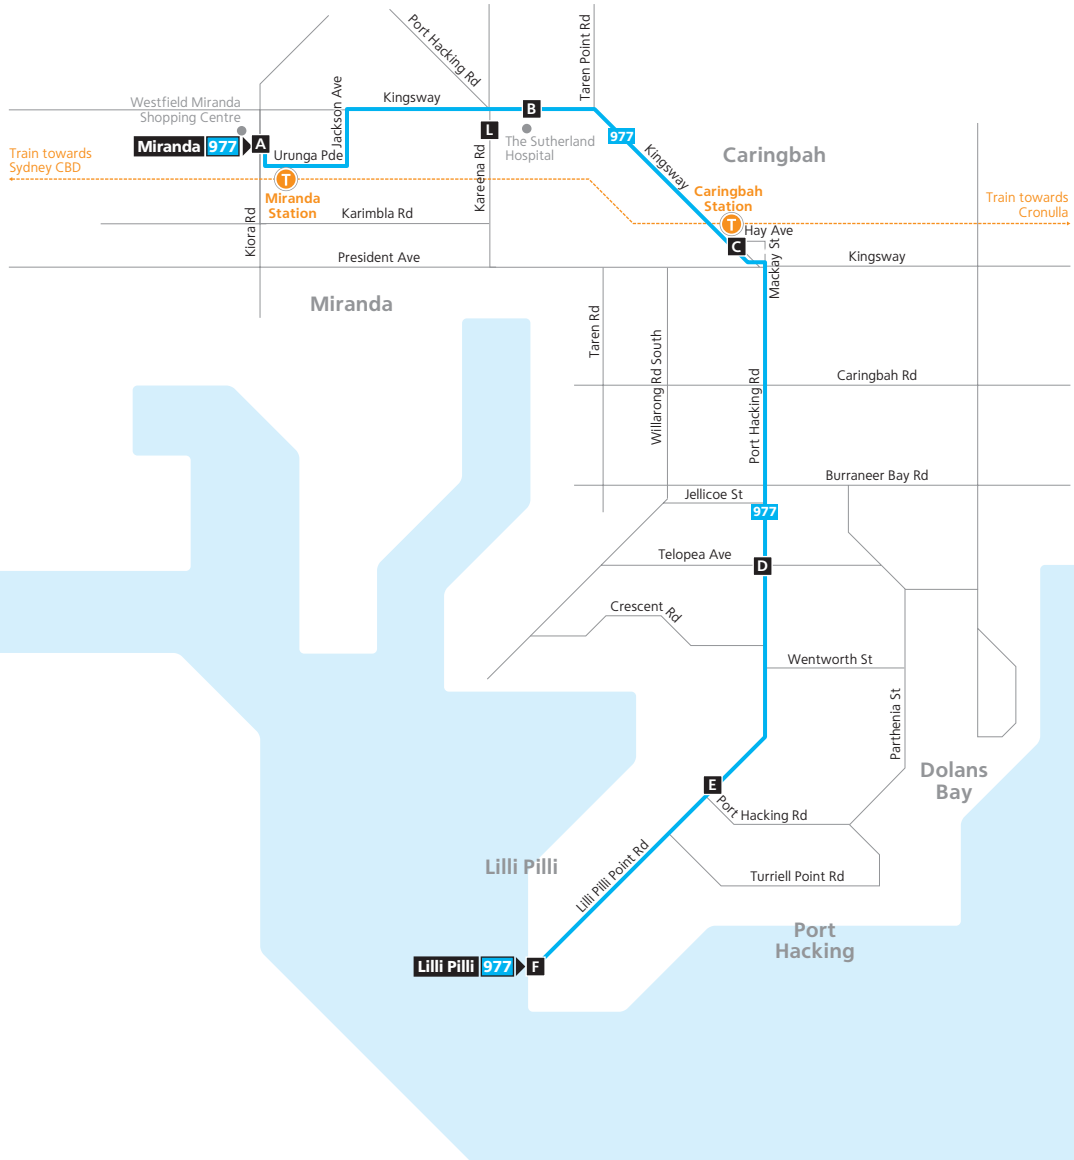 Port Hacking Rd
Taren Point Rd
Jackson Ave
Kingsway
Westfield Miranda
Shopping Centre
B
L
Miranda 977 A
977
The Sutherland
Hospital
Kingsway
Caringbah
Train towards
Sydney CBD
Urunga Pde
T
Miranda
Station
Kareena Rd
Caringbah
Station
T
Train towards
Cronulla
Kiora Rd
Karimbla Rd
Hay Ave
C
Mackay St
President Ave
Kingsway
Miranda
Taren Rd
Willarong Rd South
Port Hacking Rd
Caringbah Rd
Burraneer Bay Rd
Jellicoe St
977
Telopea Ave
D
Crescent Rd
Wentworth St
Parthenia St
Dolans
Bay
E
Port Hacking Rd
Lilli Pilli
Lilli Pilli Point Rd
Turriell Point Rd
Port
Hacking
Lilli Pilli 977 F